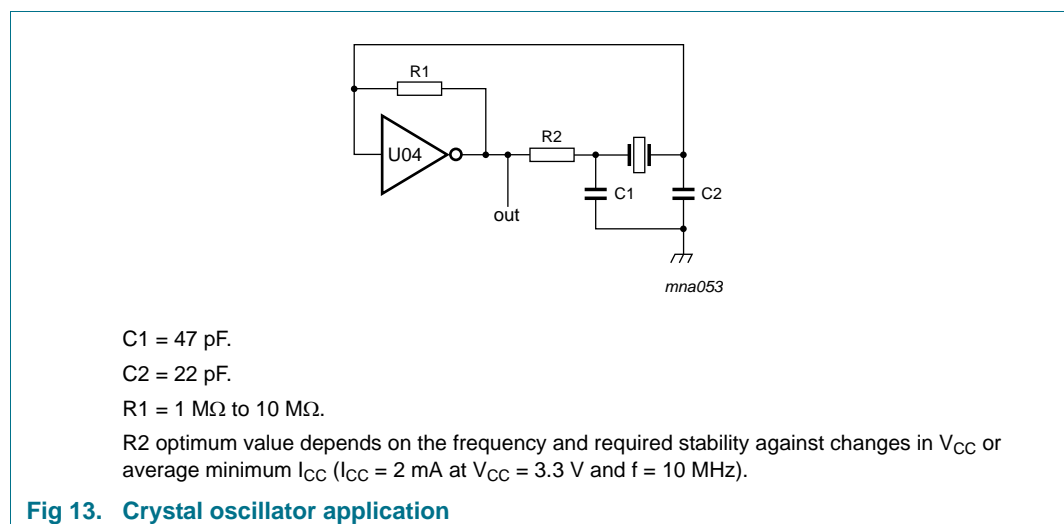 R1
U04
R2
C1
C2
out
mna053
C1 = 47 pF.
C2 = 22 pF.
R1 = 1 MΩ to 10 MΩ.
R2 optimum value depends on the frequency and required stability against changes in VCC or
average minimum ICC (ICC = 2 mA at VCC = 3.3 V and f = 10 MHz).
Fig 13. Crystal oscillator application